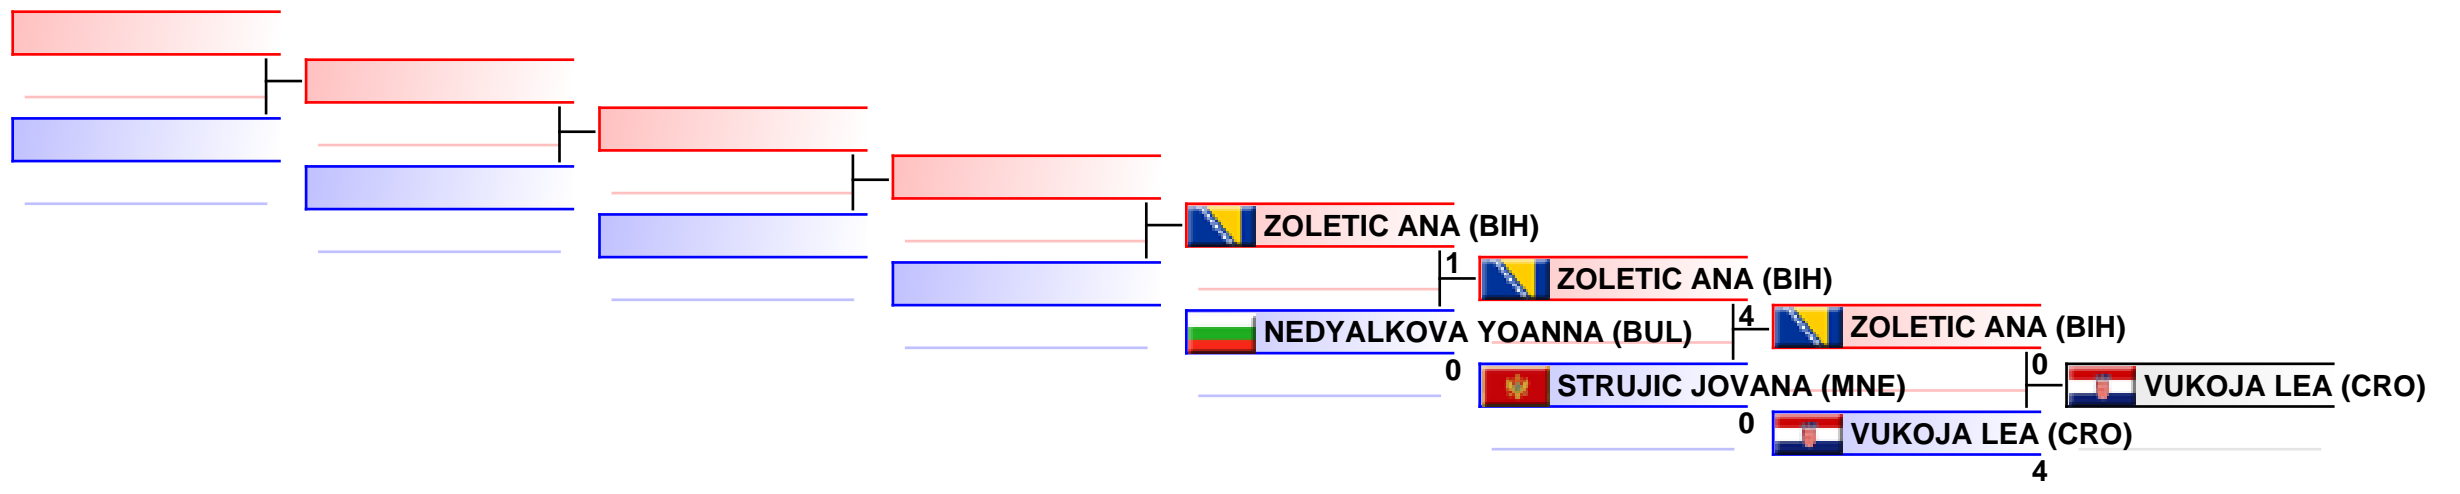 ZOLETIC ANA (BIH)
1
ZOLETIC ANA (BIH)
NEDYALKOVA YOANNA (BUL)
0
4
ZOLETIC ANA (BIH)
STRUJIC JOVANA (MNE)
0
0
VUKOJA LEA (CRO)
VUKOJA LEA (CRO)
4